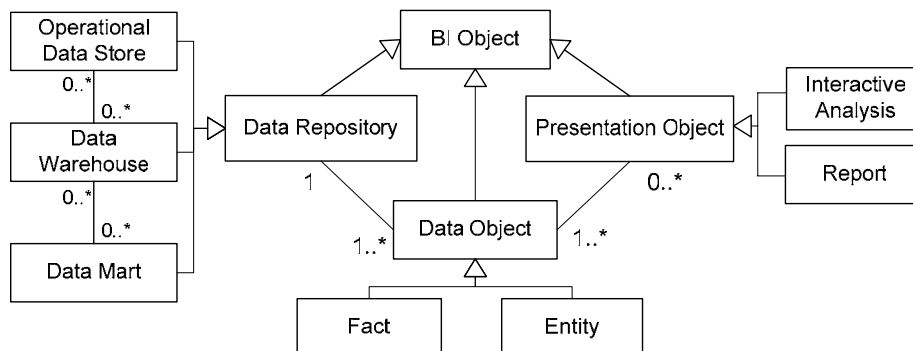 Operational
Data Store
BI Object
0..*
0..*
Data
Warehouse
Data Repository
Presentation Object
Interactive
Analysis
Report
0..*
0..*
Data Mart
1
1..*
Data Object
0..*
1..*
Fact
Entity